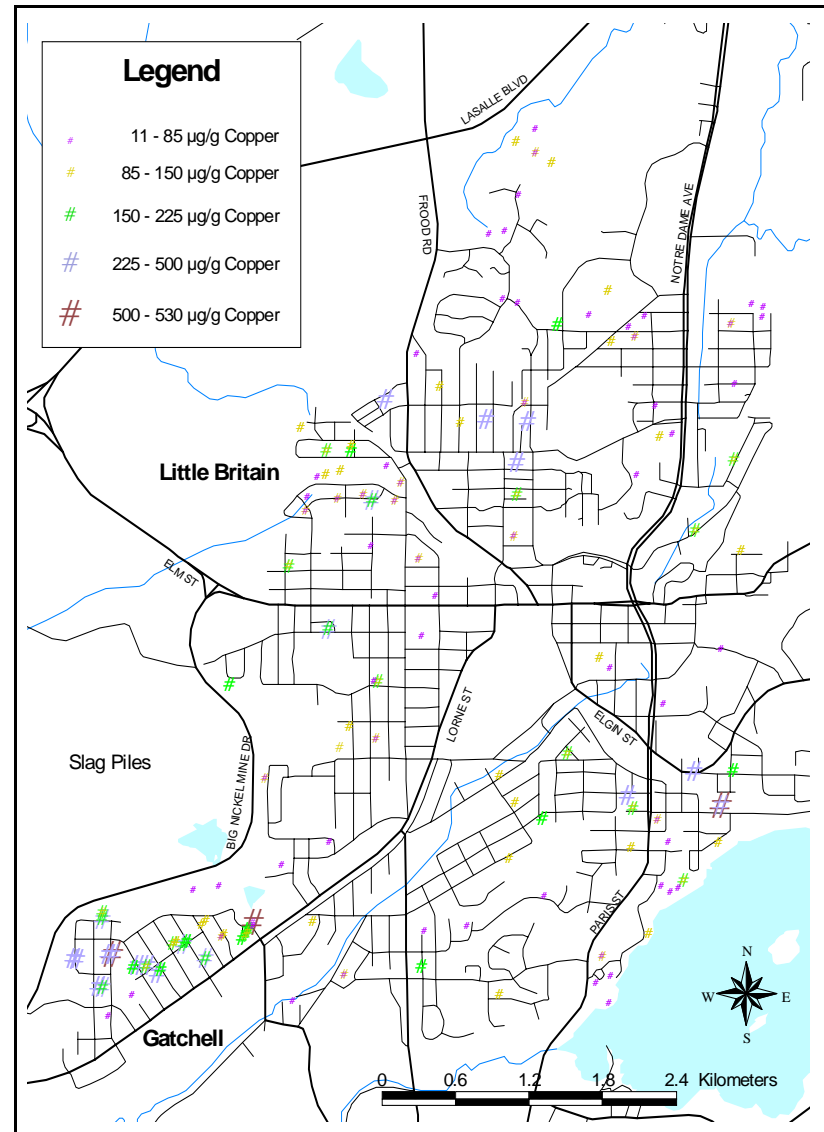 Legend
# 11 - 85 µg/g Copper
# 85 - 150 µg/g Copper
# 150 - 225 µg/g Copper
# 225 - 500 µg/g Copper
# 500 - 530 µg/g Copper
LASALLE BLVD
FROOD RD
NOTRE DAME AVE
Little Britain
ELM ST
LORNE ST
ELGIN ST
Slag Piles
BIG NICKEL MINE DR
PARIS ST
Gatchell
N
W E
S
0 0.6 1.2 1.8 2.4 Kilometers